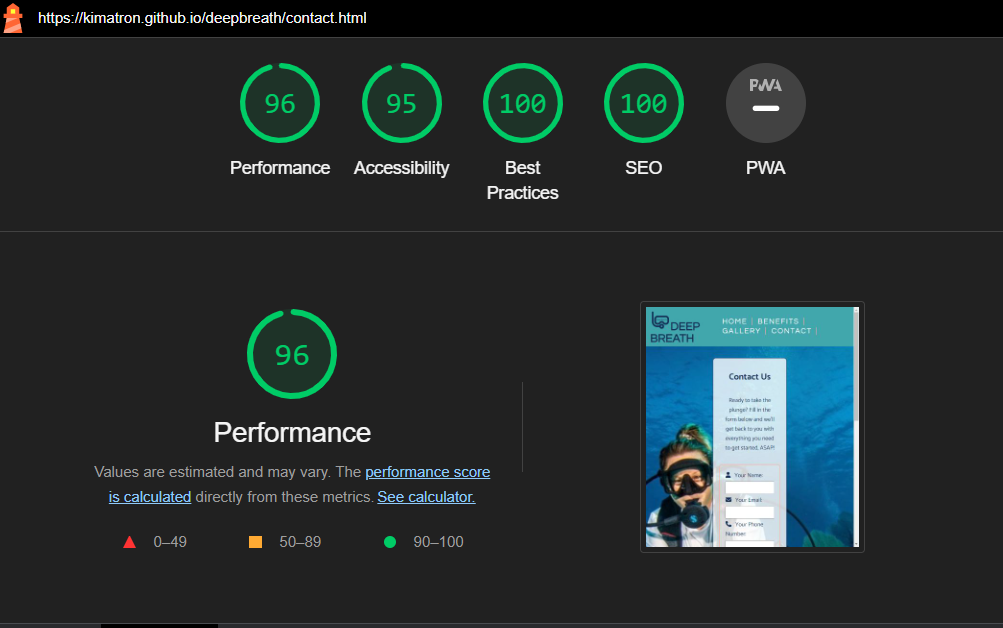 https://kimatron.github.io/deepbreath/contact.html
96
95
100
100
PWA
Performance
Accessibility
Best
Practices
SEO
PWA
96
Performance
Values are estimated and may vary. The performance score
is calculated directly from these metrics. See calculator.
0–49
50–89
90–100
DEEP
BREATH
HOME | BENEFITS |
GALLERY | CONTACT |
Contact Us
Ready to take the
plunge? Fill in the
form below and we'll
get back to you with
everything you need
to get started, ASAP!
Your Name:
Your Email:
Your Phone
Number: